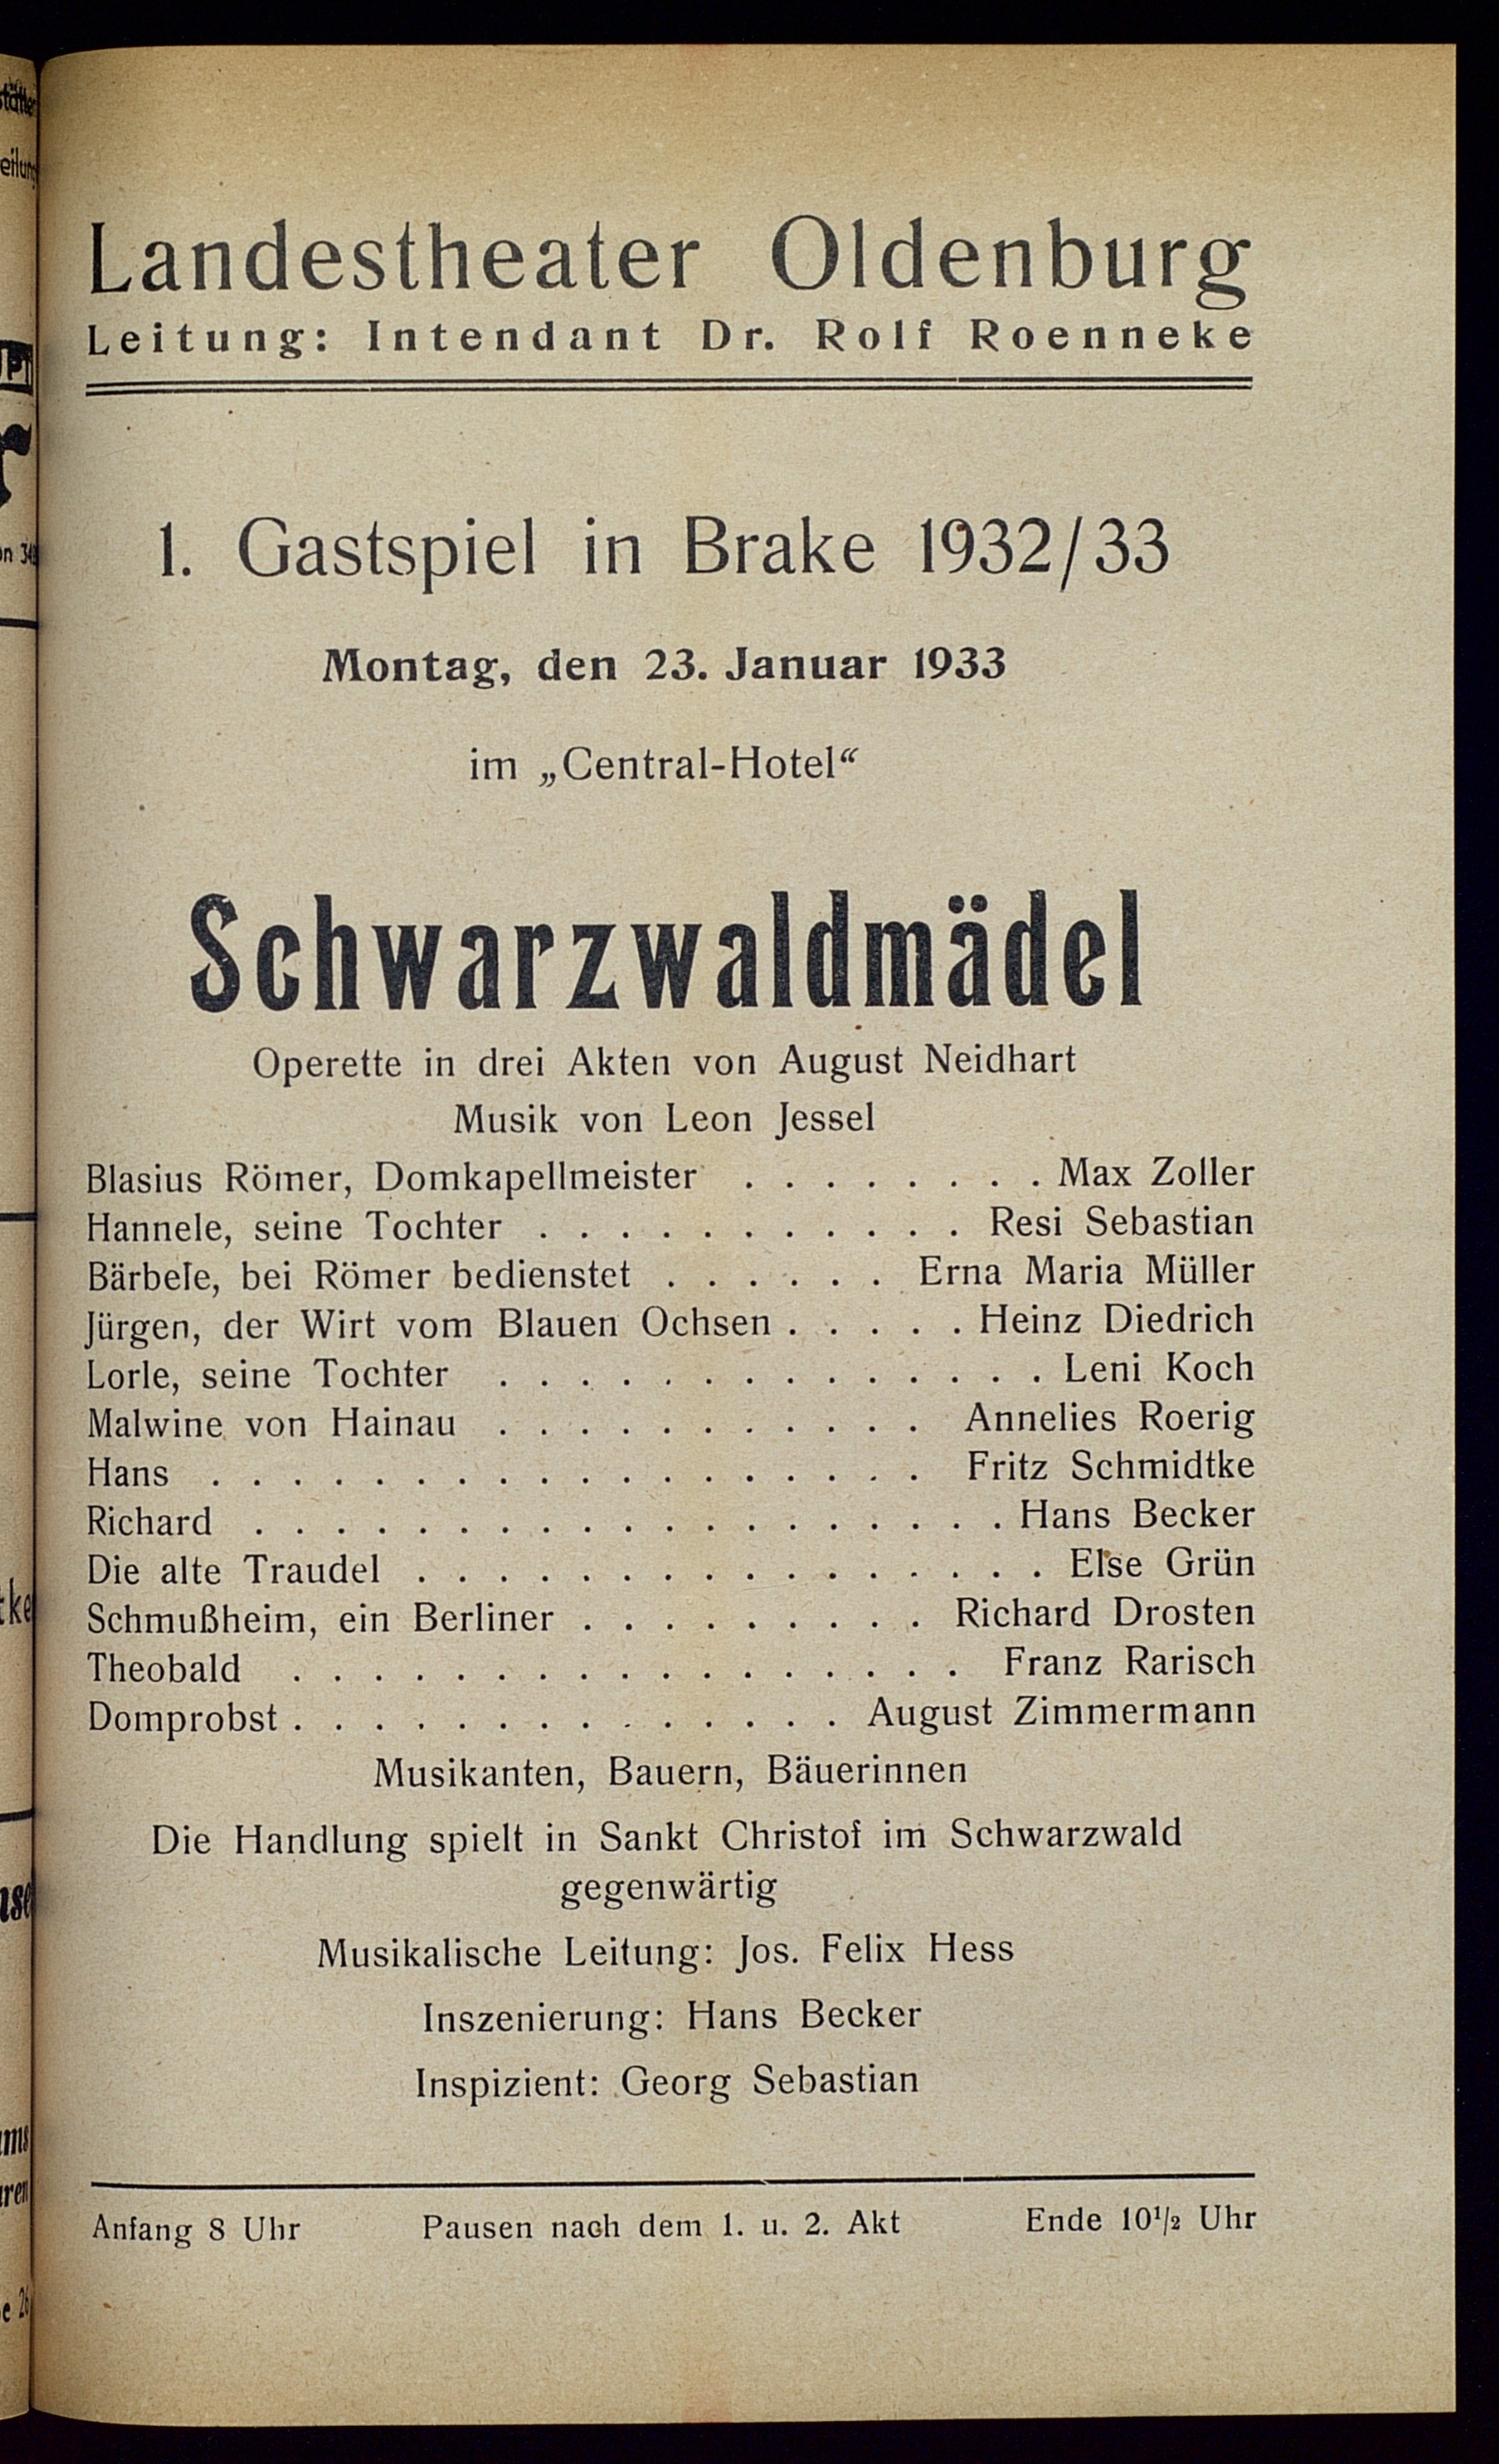 Landestheater Oldenburg
Leitung: Intendant Dr. Rolf Roenneke
1. Gastspiel in Brake 1932/33
Montag, den 23. Januar 1933
im „Central-Hotel“
Schwarzwaldmädel
Operette in drei Akten von August Neidhart
Musik von Leon Jessel
Blasius Römer, Domkapellmeister . . . . . . . . Max Zoller
Hannele, seine Tochter . . . . . . . . . . . Resi Sebastian
Bärbele, bei Römer bedienstet . . . . . . Erna Maria Müller
Jürgen, der Wirt vom Blauen Ochsen . . . . . Heinz Diedrich
Lorle, seine Tochter . . . . . . . . . . . . . . Leni Koch
Malwine von Hainau . . . . . . . . . . . Annelies Roerig
Hans . . . . . . . . . . . . . . . . . . Fritz Schmidtke
Richard . . . . . . . . . . . . . . . . . . . Hans Becker
Die alte Traudel . . . . . . . . . . . . . . . . Else Grün
Schmußheim, ein Berliner . . . . . . . . . Richard Drosten
Theobald . . . . . . . . . . . . . . . . . Franz Rarisch
Domprobst . . . . . . . . . . . . . . August Zimmermann
Musikanten, Bauern, Bäuerinnen
Die Handlung spielt in Sankt Christof im Schwarzwald
gegenwärtig
Musikalische Leitung: Jos. Felix Hess
Inszenierung: Hans Becker
Inspizient: Georg Sebastian
Anfang 8 Uhr Pausen nach dem 1. u. 2. Akt Ende 10½ Uhr